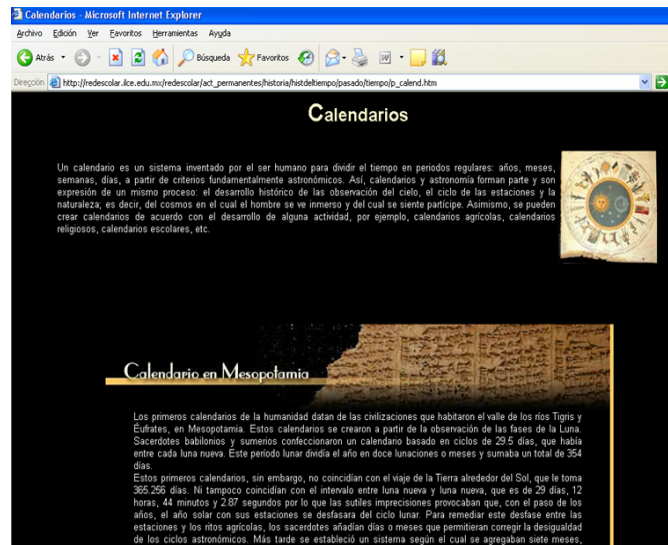 Calendarios - Microsoft Internet Explorer
Archivo Edición Ver Favoritos Herramientas Ayuda
Atrás Búsqueda Favoritos
Dirección http://redescolar.ilce.edu.mx/redescolar/act_permanentes/historia/histdeltiempo/pasado/tiempo/p_calend.htm
Calendarios
Un calendario es un sistema inventado por el ser humano para dividir el tiempo en periodos regulares: años, meses,
semanas, días, a partir de criterios fundamentalmente astronómicos. Así, calendarios y astronomía forman parte y son
expresión de un mismo proceso: el desarrollo histórico de las observación del cielo, el ciclo de las estaciones y la
naturaleza; es decir, del cosmos en el cual el hombre se ve inmerso y del cual se siente partícipe. Asimismo, se pueden
crear calendarios de acuerdo con el desarrollo de alguna actividad, por ejemplo, calendarios agrícolas, calendarios
religiosos, calendarios escolares, etc.
Calendario en Mesopotamia
Los primeros calendarios de la humanidad datan de las civilizaciones que habitaron el valle de los ríos Tigris y
Éufrates, en Mesopotamia. Estos calendarios se crearon a partir de la observación de las fases de la Luna.
Sacerdotes babilonios y sumerios confeccionaron un calendario basado en ciclos de 29.5 días, que había
entre cada luna nueva. Este período lunar dividía el año en doce lunaciones o meses y sumaba un total de 354
días.
Estos primeros calendarios, sin embargo, no coincidían con el viaje de la Tierra alrededor del Sol, que le toma
365.256 días. Ni tampoco coincidían con el intervalo entre luna nueva y luna nueva, que es de 29 días, 12
horas, 44 minutos y 2.87 segundos por lo que las sutiles imprecisiones provocaban que, con el paso de los
años, el año solar con sus estaciones se desfasara del ciclo lunar. Para remediar este desfase entre las
estaciones y los ritos agrícolas, los sacerdotes añadían días o meses que permitieran corregir la desigualdad
de los ciclos astronómicos. Más tarde se estableció un sistema según el cual se agregaban siete meses,